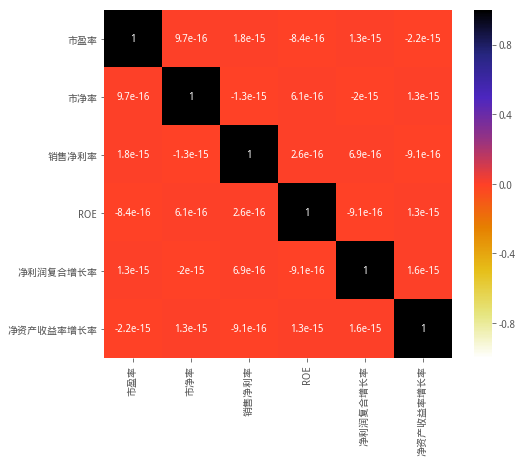 市盈率 1 9.7e-16 1.8e-15 -8.4e-16 1.3e-15 -2.2e-15
市净率 9.7e-16 1 -1.3e-15 6.1e-16 -2e-15 1.3e-15
销售净利率 1.8e-15 -1.3e-15 1 2.6e-16 6.9e-16 -9.1e-16
ROE -8.4e-16 6.1e-16 2.6e-16 1 -9.1e-16 1.3e-15
净利润复合增长率 1.3e-15 -2e-15 6.9e-16 -9.1e-16 1 1.6e-15
净资产收益率增长率 -2.2e-15 1.3e-15 -9.1e-16 1.3e-15 1.6e-15 1
市盈率
市净率
销售净利率
ROE
净利润复合增长率
净资产收益率增长率
0.8
0.4
0.0
-0.4
-0.8